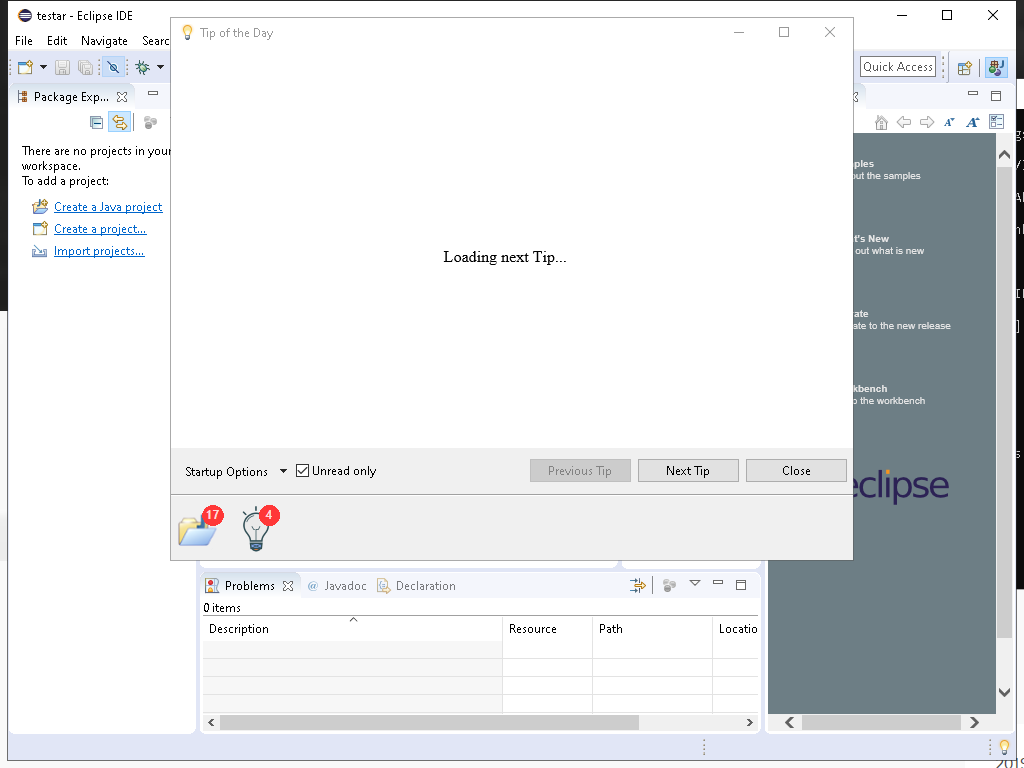 testar - Eclipse IDE
File Edit Navigate Searc
Quick Access
Package Exp...
There are no projects in your
workspace.
To add a project:
Create a Java project
Create a project...
Import projects...
Tip of the Day
Loading next Tip...
Startup Options
Unread only
Previous Tip
Next Tip
Close
17
4
ples
out the samples
t's New
out what is new
ate
ate to the new release
kbench
o the workbench
eclipse
Problems
@ Javadoc
Declaration
0 items
Description Resource Path Locatio
2019